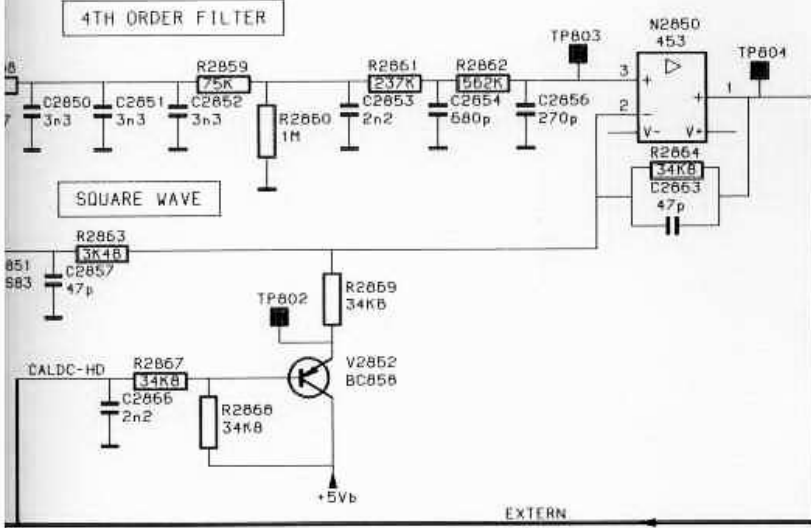 4TH ORDER FILTER
N2850
453
TP803
TP804
R2859
75K
R2861
237K
R2862
562K
3
2
1
C2850
3n3
C2851
3n3
C2852
3n3
R2860
1M
C2853
2n2
C2854
680p
C2856
270p
V-
V+
R2864
34K8
C2863
47p
SQUARE WAVE
R2863
3K48
C2857
47p
TP802
R2869
34K8
CALDC-HD
R2867
34K8
V2852
BC858
C2866
2n2
R2868
34K8
+5Vb
EXTERN